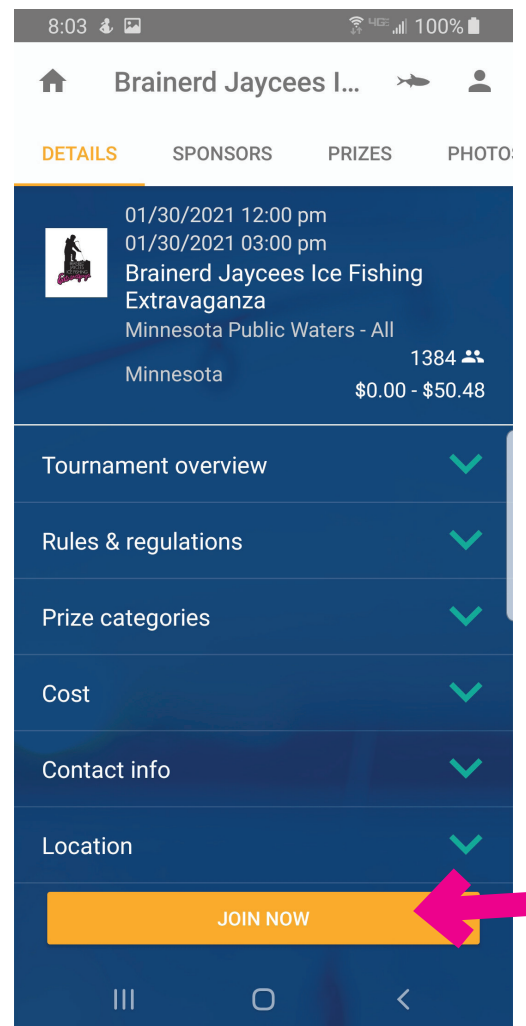 8:03 4GE 100%
Brainerd Jaycees I...
DETAILS SPONSORS PRIZES PHOTO
01/30/2021 12:00 pm
01/30/2021 03:00 pm
Brainerd Jaycees Ice Fishing
Extravaganza
Minnesota Public Waters - All
1384
Minnesota
$0.00 - $50.48
Tournament overview
Rules & regulations
Prize categories
Cost
Contact info
Location
JOIN NOW